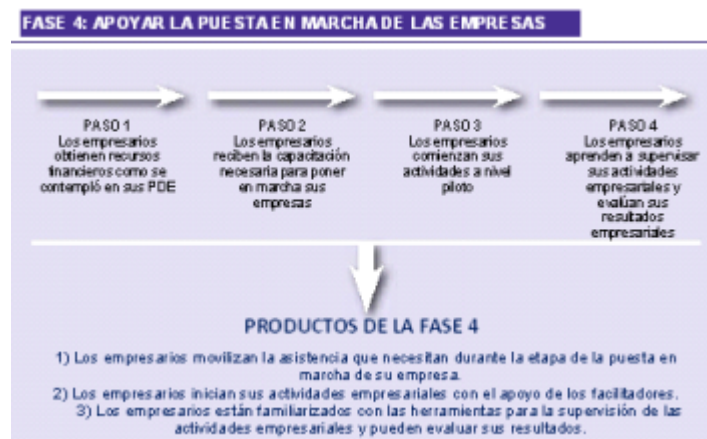 FASE 4: APOYAR LA PUESTA EN MARCHA DE LAS EMPRESAS
PASO 1
Los empresarios
obtienen recursos
financieros como se
contempló en sus PDE
PASO 2
Los empresarios
reciben la capacitación
necesaria para poner
en marcha sus
empresas
PASO 3
Los empresarios
comienzan sus
actividades a nivel
piloto
PASO 4
Los empresarios
aprenden a supervisar
sus actividades
empresariales y
evalúan sus
resultados
empresariales
PRODUCTOS DE LA FASE 4
1) Los empresarios movilizan la asistencia que necesitan durante la etapa de la puesta en
marcha de su empresa.
2) Los empresarios inician sus actividades empresariales con el apoyo de los facilitadores.
3) Los empresarios están familiarizados con las herramientas para la supervisión de las
actividades empresariales y pueden evaluar sus resultados.